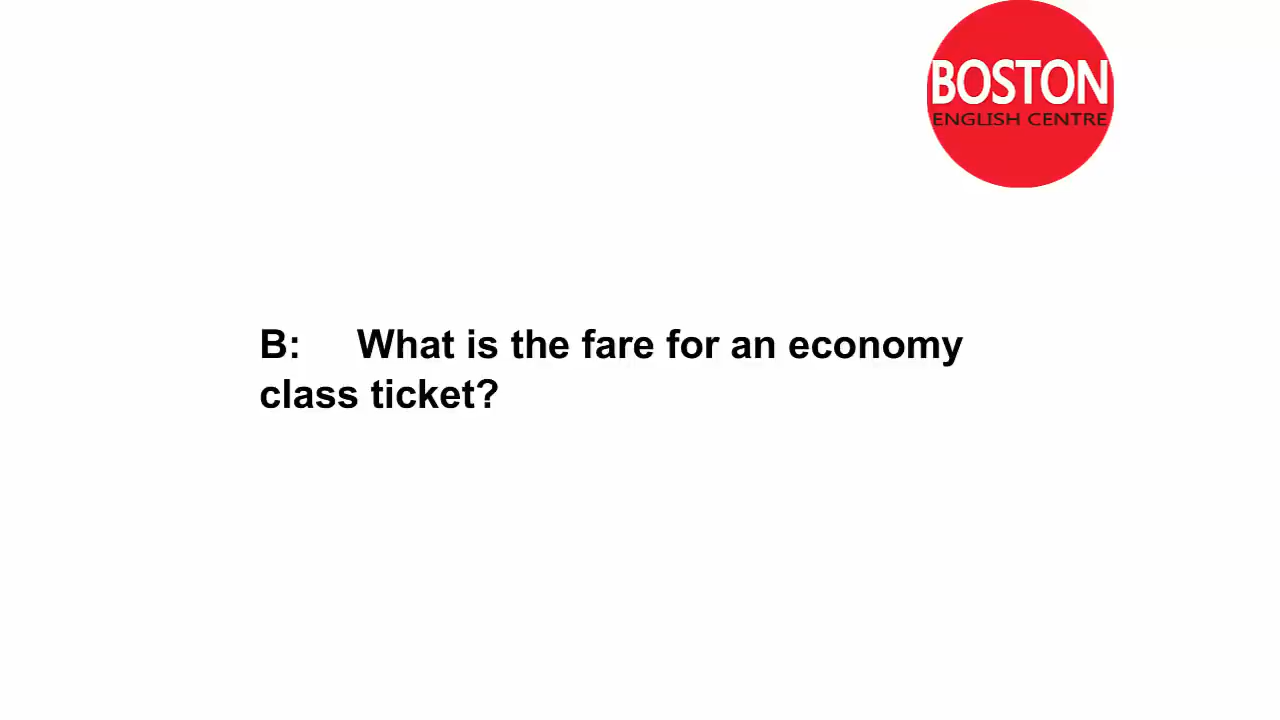 BOSTON
ENGLISH CENTRE
B: What is the fare for an economy
class ticket?